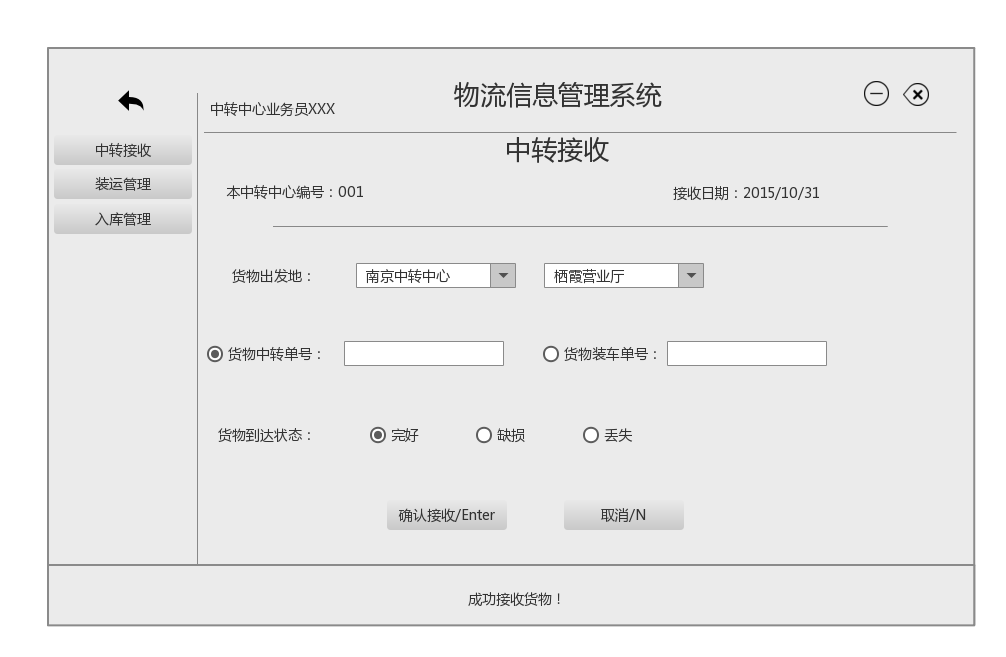 物流信息管理系统
中转中心业务员XXX
中转接收
装运管理
入库管理
中转接收
本中转中心编号：001
接收日期：2015/10/31
货物出发地：
南京中转中心
栖霞营业厅
货物中转单号：
货物装车单号：
货物到达状态：
完好
缺损
丢失
确认接收/Enter
取消/N
成功接收货物！